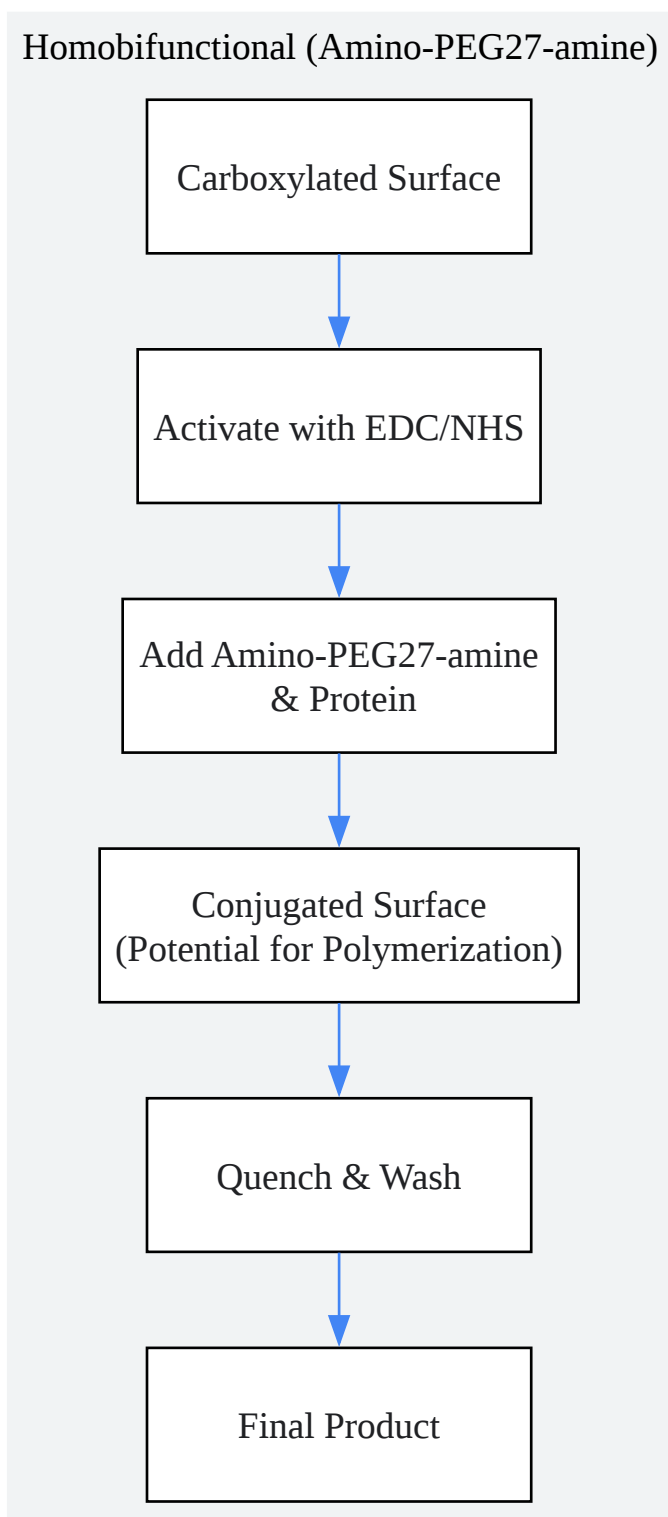 Homobifunctional (Amino-PEG27-amine)
Carboxylated Surface
Activate with EDC/NHS
Add Amino-PEG27-amine
& Protein
Conjugated Surface
(Potential for Polymerization)
Quench & Wash
Final Product